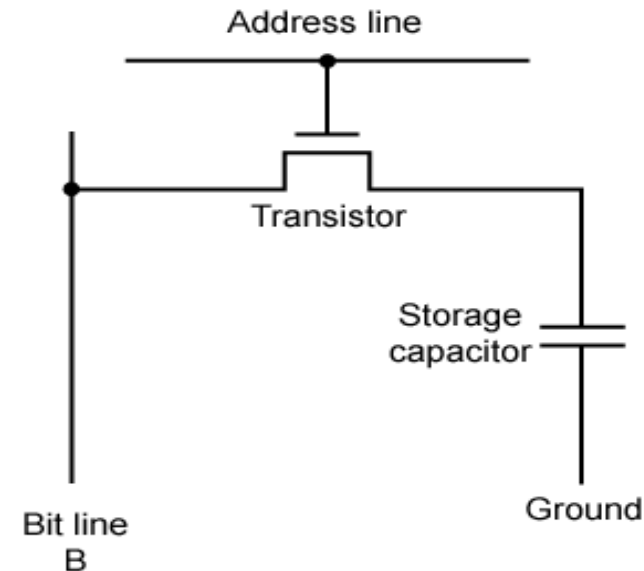 Address line
Transistor
Storage
capacitor
Ground
Bit line
B